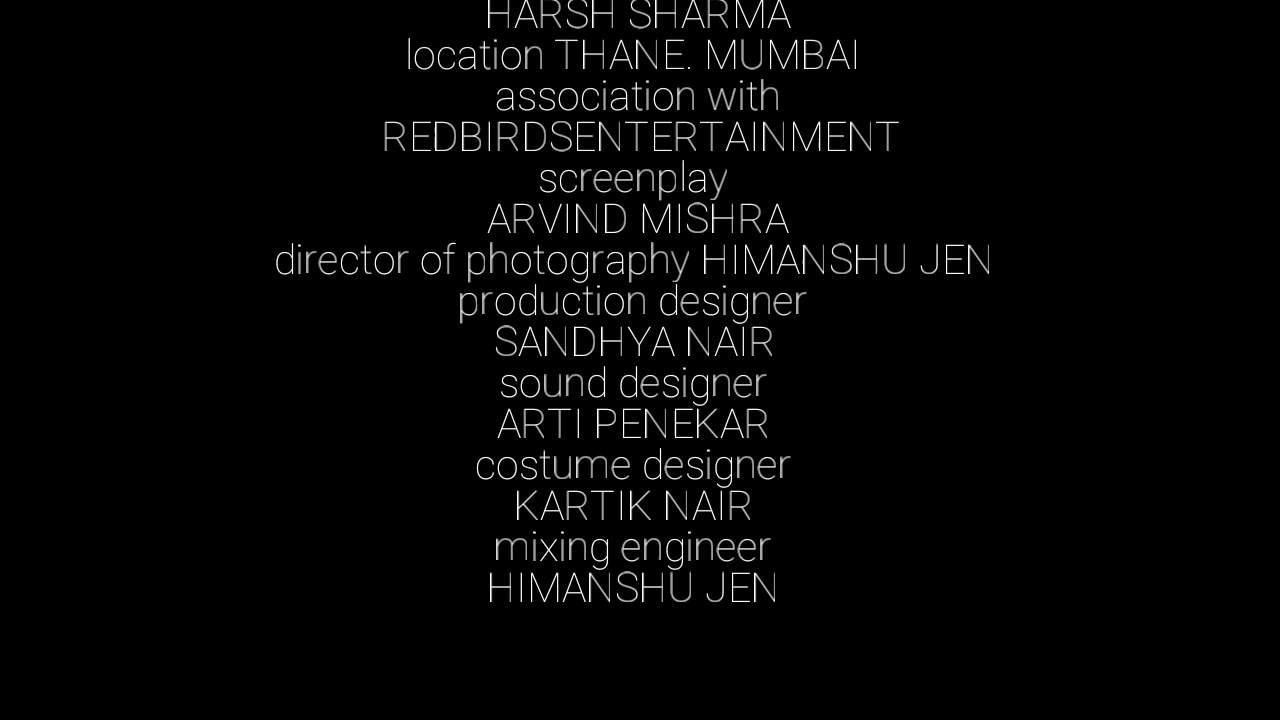 HARSH SHARMA
location THANE. MUMBAI
association with
REDBIRDSENTERTAINMENT
screenplay
ARVIND MISHRA
director of photography HIMANSHU JEN
production designer
SANDHYA NAIR
sound designer
ARTI PENEKAR
costume designer
KARTIK NAIR
mixing engineer
HIMANSHU JEN